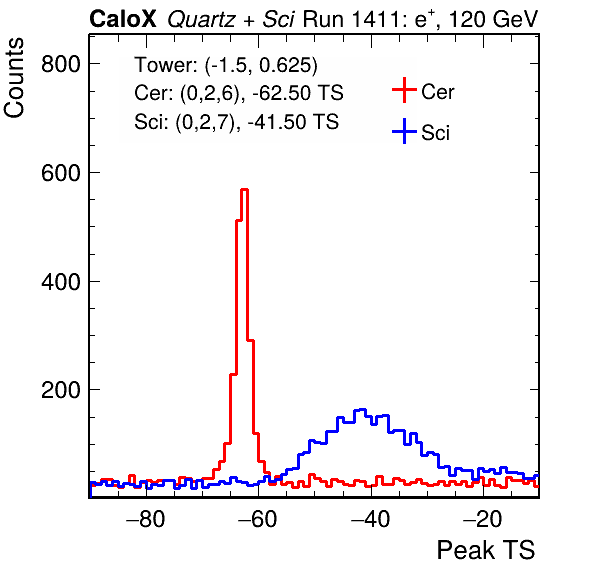 CaloX Quartz + Sci Run 1411: e⁺, 120 GeV
Counts
800
600
400
200
Tower: (-1.5, 0.625)
Cer: (0,2,6), -62.50 TS
Sci: (0,2,7), -41.50 TS
Cer
Sci
−80 −60 −40 −20
Peak TS